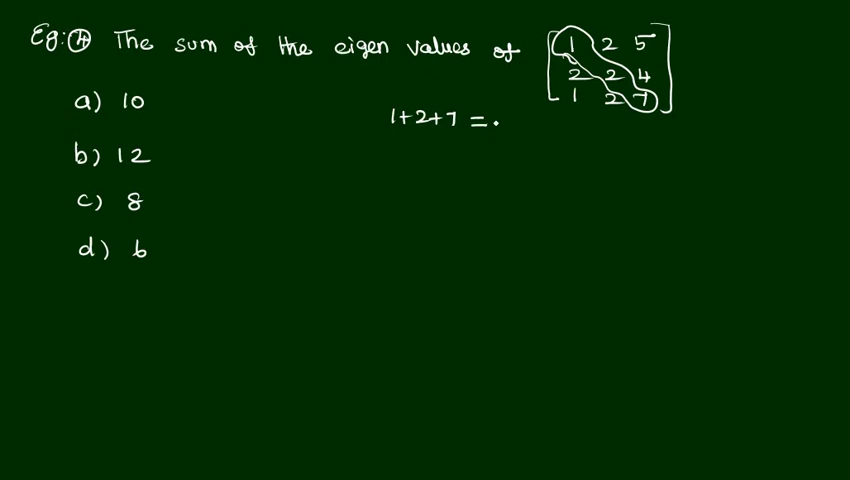 Eg: 4 The sum of the eigen values of [1 2 5
2 2 4
1 2 7]
a) 10
1+2+7 =
b) 12
c) 8
d) 6